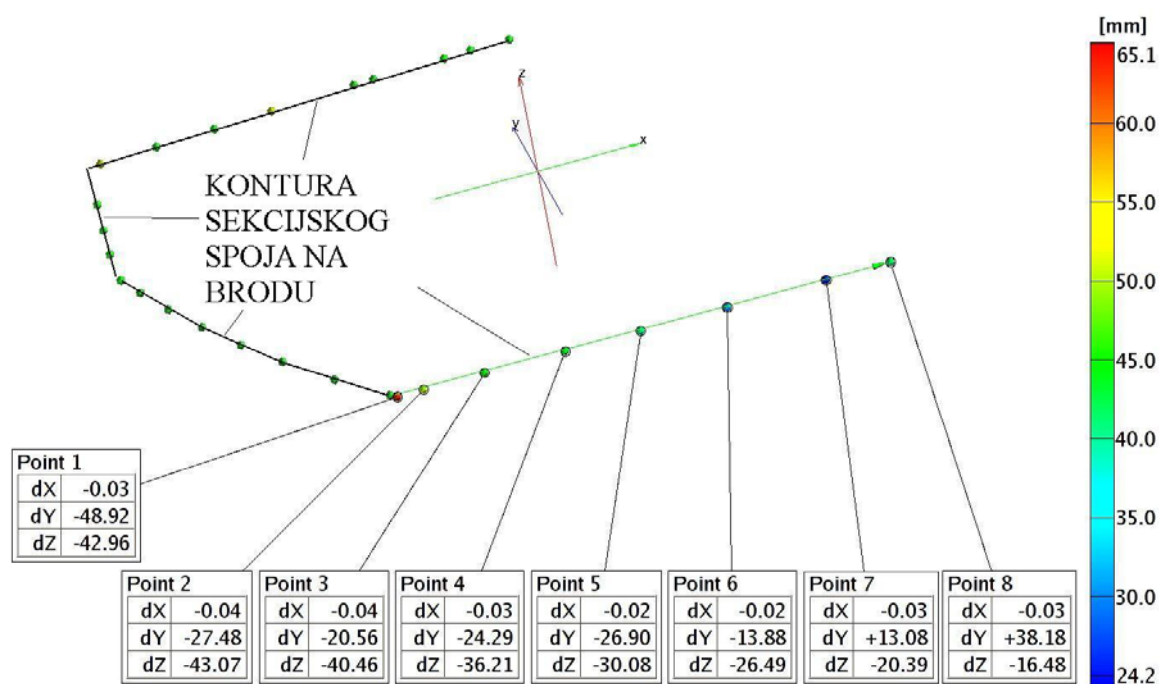 [mm]
65.1
60.0
55.0
50.0
45.0
40.0
35.0
30.0
24.2
z
y
x
KONTURA
SEKCIJSKOG
SPOJA NA
BRODU
Point 1
dX -0.03
dY -48.92
dZ -42.96
Point 2
dX -0.04
dY -27.48
dZ -43.07
Point 3
dX -0.04
dY -20.56
dZ -40.46
Point 4
dX -0.03
dY -24.29
dZ -36.21
Point 5
dX -0.02
dY -26.90
dZ -30.08
Point 6
dX -0.02
dY -13.88
dZ -26.49
Point 7
dX -0.03
dY +13.08
dZ -20.39
Point 8
dX -0.03
dY +38.18
dZ -16.48